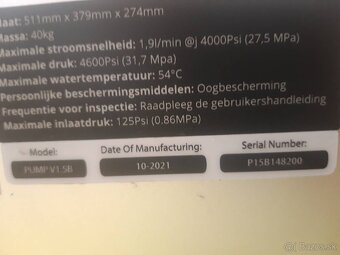 Maat: 511mm x 379mm x 274mm
Massa: 40kg
Maximale stroomsnelheid: 1,9l/min @j 4000Psi (27,5 MPa)
Maximale druk: 4600Psi (31,7 Mpa)
Maximale watertemperatuur: 54°C
Persoonlijke beschermingsmiddelen: Oogbescherming
Frequentie voor inspectie: Raadpleeg de gebruikershandleiding
Maximale inlaatdruk: 125Psi (0.86MPa)
Model: Date Of Manufacturing: Serial Number:
PUMP V1.5B 10-2021 P15B148200
© Bazos.sk